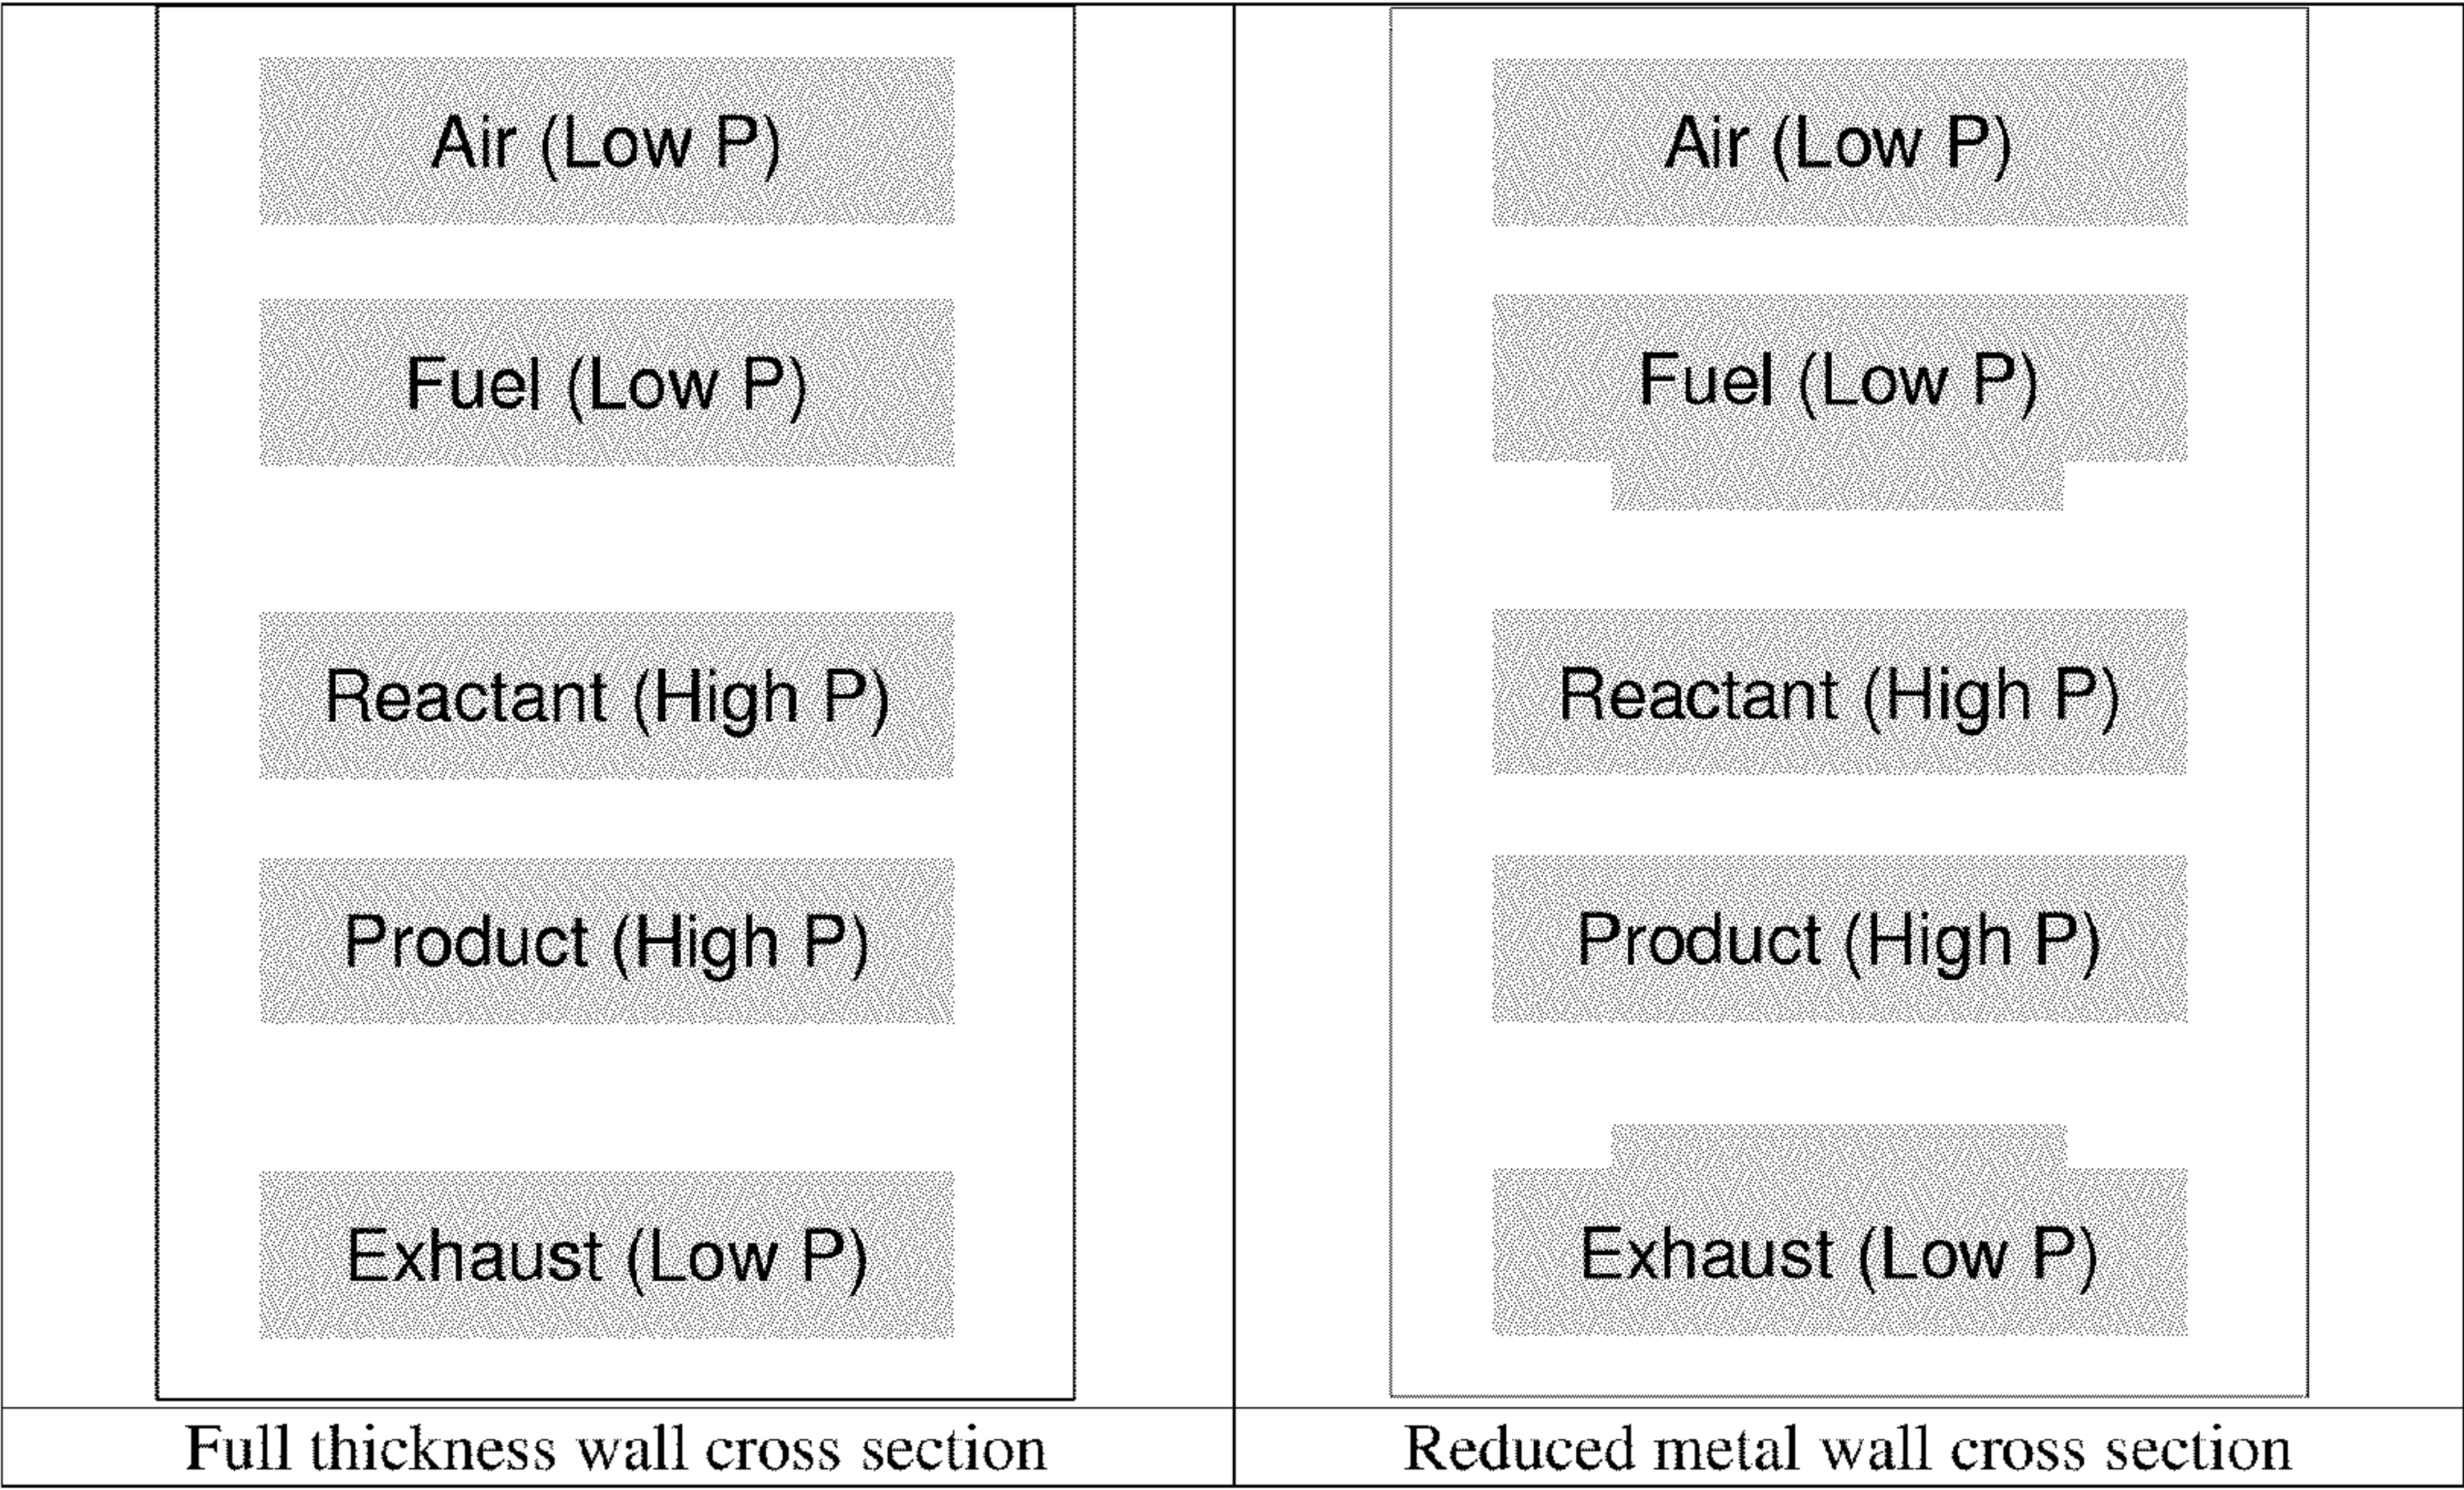 Air (Low P)
Fuel (Low P)
Reactant (High P)
Product (High P)
Exhaust (Low P)
Full thickness wall cross section
Air (Low P)
Fuel (Low P)
Reactant (High P)
Product (High P)
Exhaust (Low P)
Reduced metal wall cross section